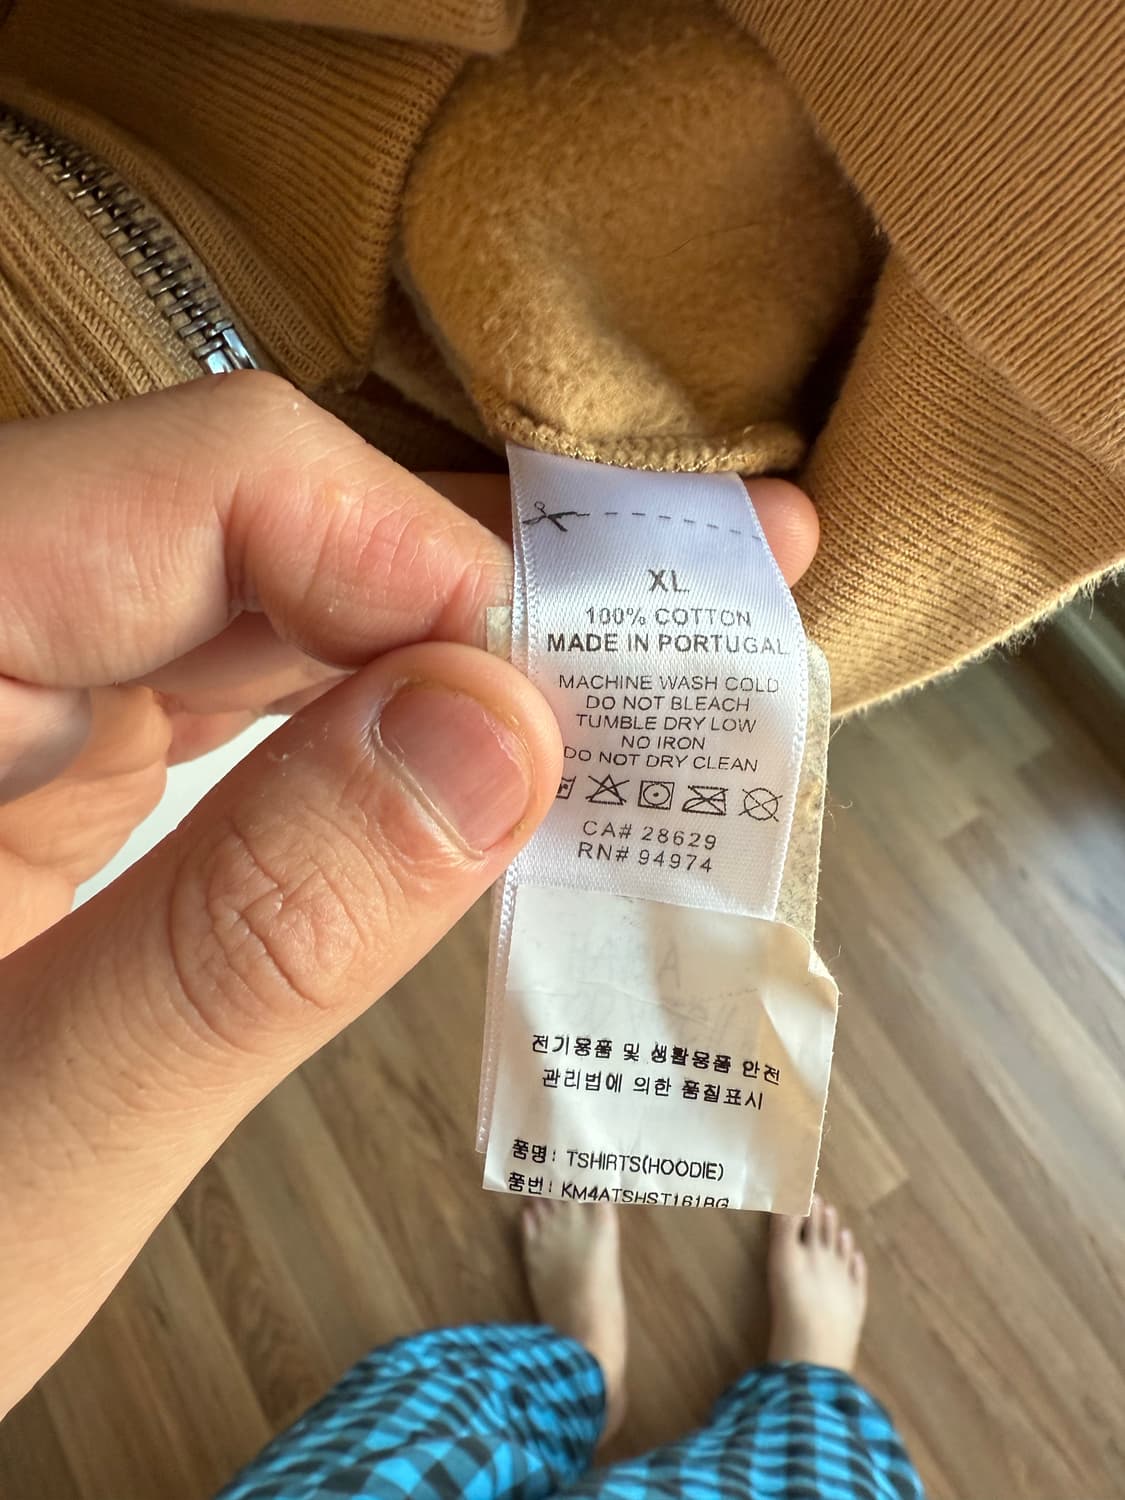 XL
100% COTTON
MADE IN PORTUGAL
MACHINE WASH COLD
DO NOT BLEACH
TUMBLE DRY LOW
NO IRON
DO NOT DRY CLEAN
CA# 28629
RN# 94974
전기용품 및 생활용품 안전
관리법에 의한 품질표시
품명: TSHIRTS(HOODIE)
품번: KM4ATSHST161BG